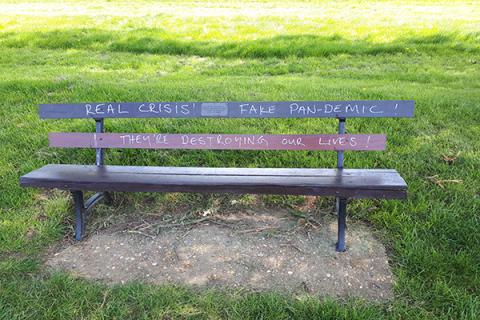 REAL CRISIS' FAKE PAN-DEMIC !
THEY'RE DESTROYING OUR LIVES !